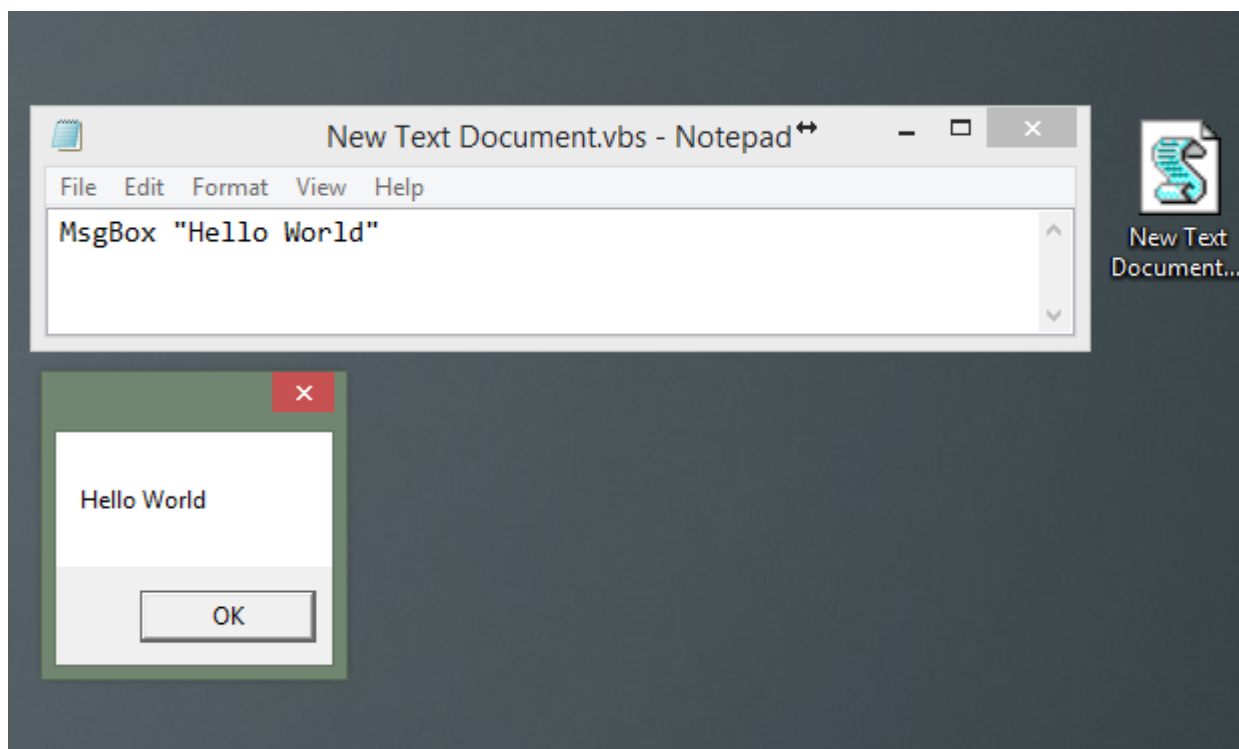 New Text Document.vbs - Notepad
File Edit Format View Help
MsgBox "Hello World"
New Text
Document...
Hello World
OK